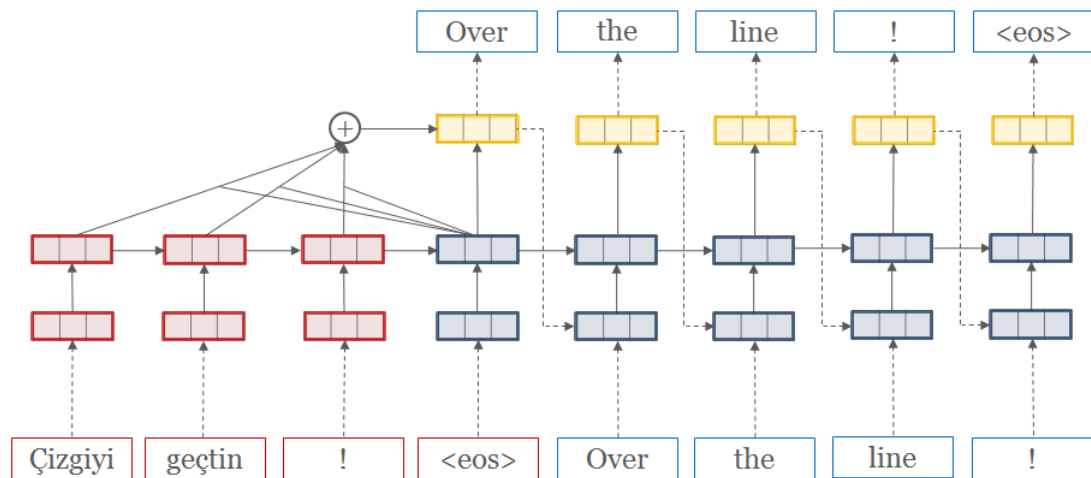 Over the line ! <eos>
+
Çizgiyi geçtin ! <eos> Over the line !